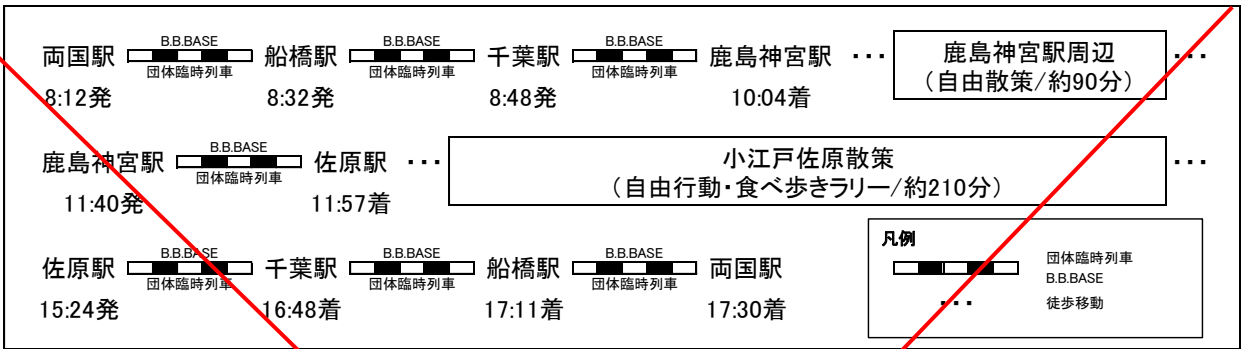 両国駅 B.B.BASE 団体臨時列車 船橋駅 B.B.BASE 団体臨時列車 千葉駅 B.B.BASE 団体臨時列車 鹿島神宮駅 ・・・ 鹿島神宮駅周辺 ・・・
(自由散策/約90分)
8:12発 8:32発 8:48発 10:04着
鹿島神宮駅 B.B.BASE 団体臨時列車 佐原駅 ・・・ 小江戸佐原散策 ・・・
(自由行動・食べ歩きラリー/約210分)
11:40発 11:57着
佐原駅 B.B.BASE 団体臨時列車 千葉駅 B.B.BASE 団体臨時列車 船橋駅 B.B.BASE 団体臨時列車 両国駅
15:24発 16:48着 17:11着 17:30着
凡例
団体臨時列車
B.B.BASE
・・・ 徒歩移動